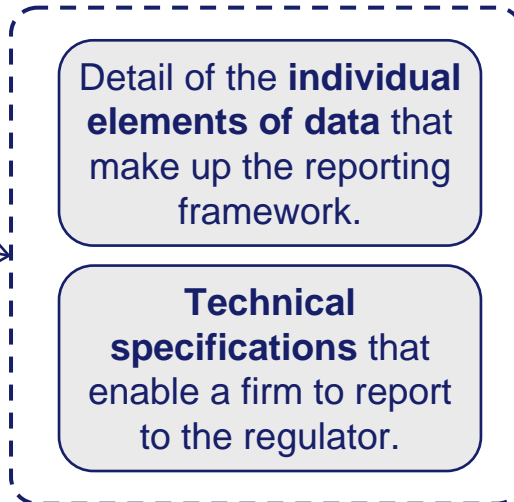 Detail of the individual
elements of data that
make up the reporting
framework.
Technical
specifications that
enable a firm to report
to the regulator.